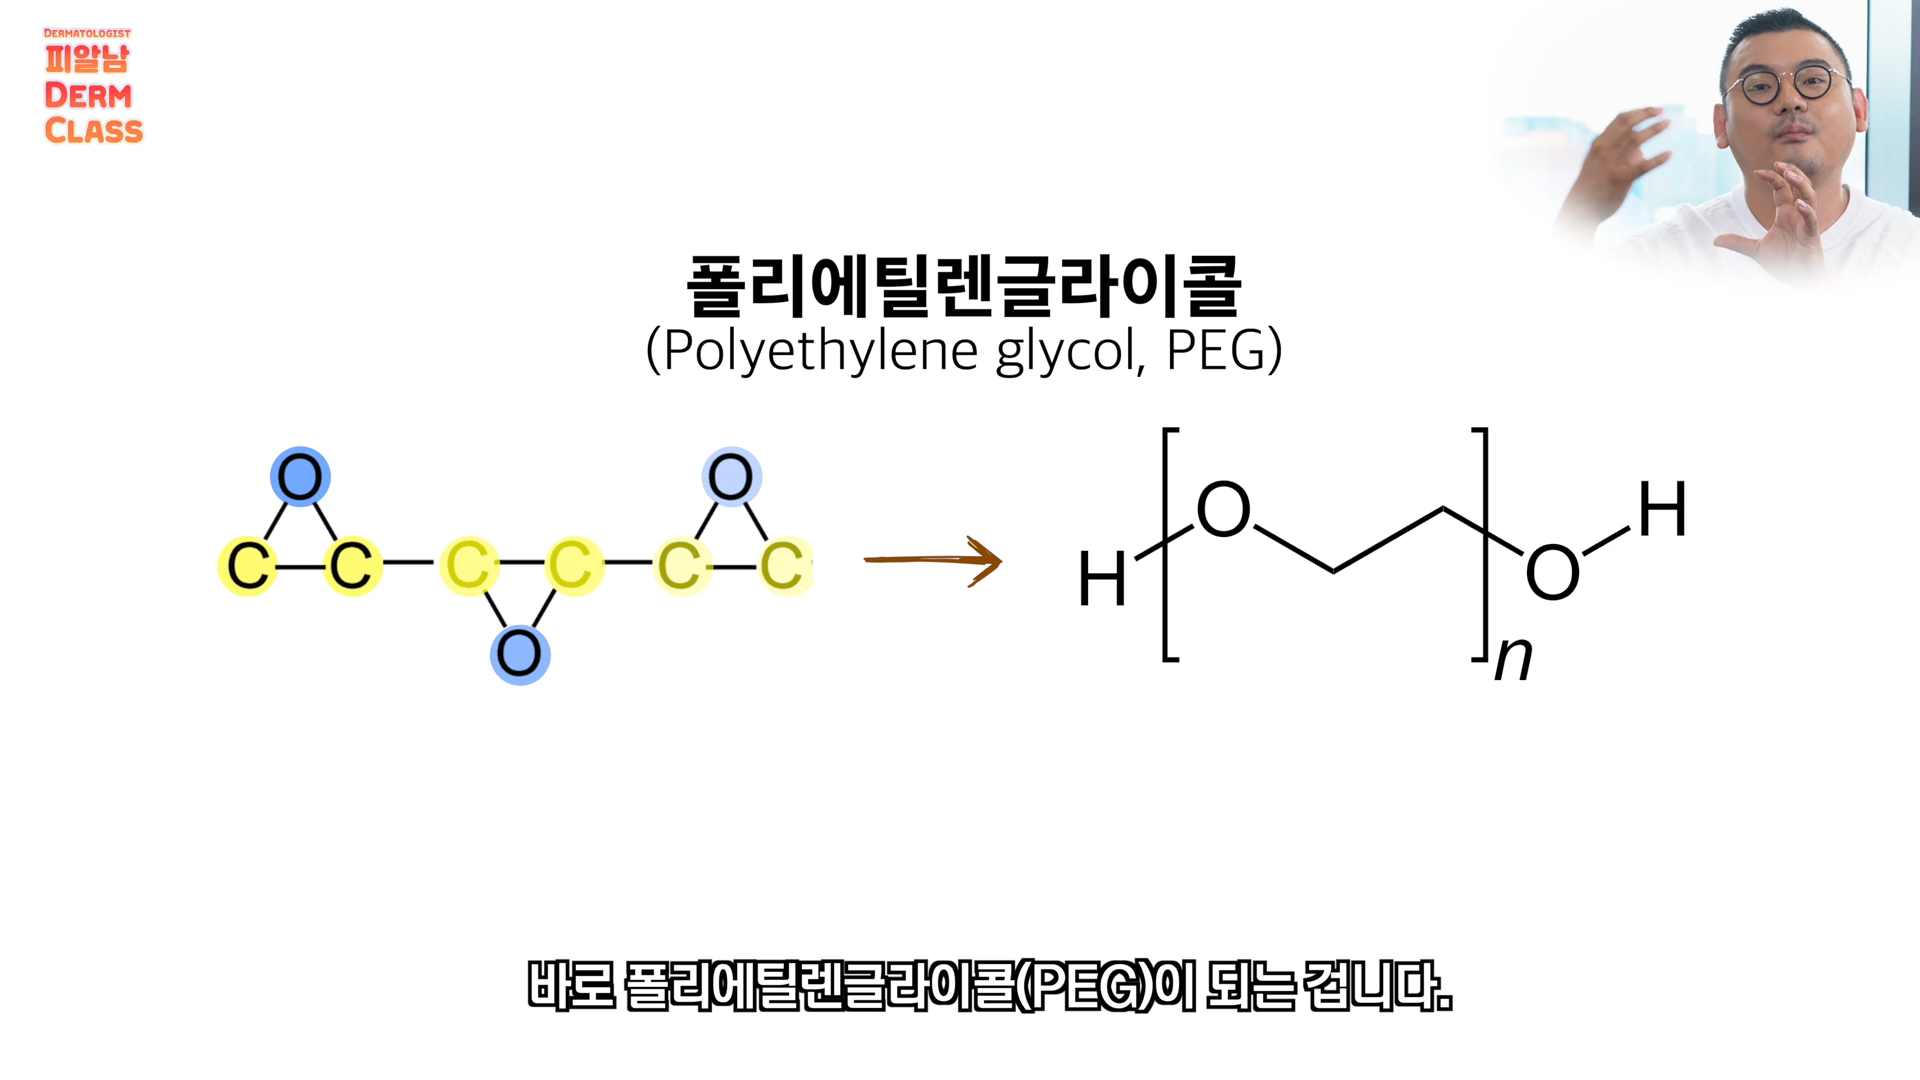 DERMATOLOGIST
피알남
DERM
CLASS
폴리에틸렌글라이콜
(Polyethylene glycol, PEG)
O
O
C C C C C C
O
H
O
O
H
n
바로 폴리에틸렌글라이콜(PEG)이 되는 겁니다.